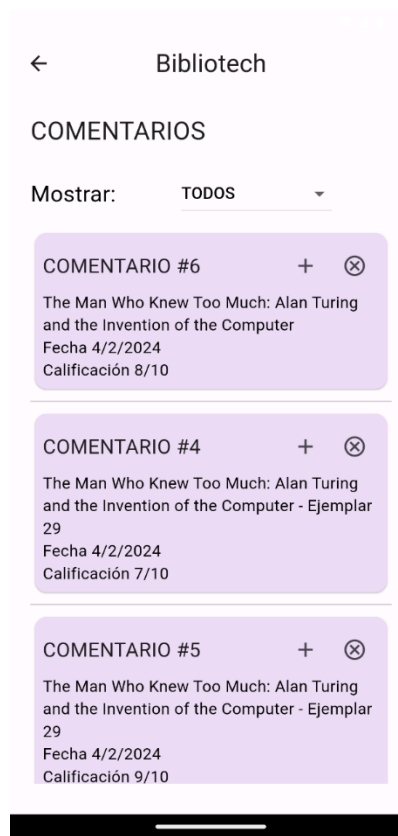 Bibliotech
COMENTARIOS
Mostrar: TODOS
COMENTARIO #6
The Man Who Knew Too Much: Alan Turing
and the Invention of the Computer
Fecha 4/2/2024
Calificación 8/10
COMENTARIO #4
The Man Who Knew Too Much: Alan Turing
and the Invention of the Computer - Ejemplar
29
Fecha 4/2/2024
Calificación 7/10
COMENTARIO #5
The Man Who Knew Too Much: Alan Turing
and the Invention of the Computer - Ejemplar
29
Fecha 4/2/2024
Calificación 9/10